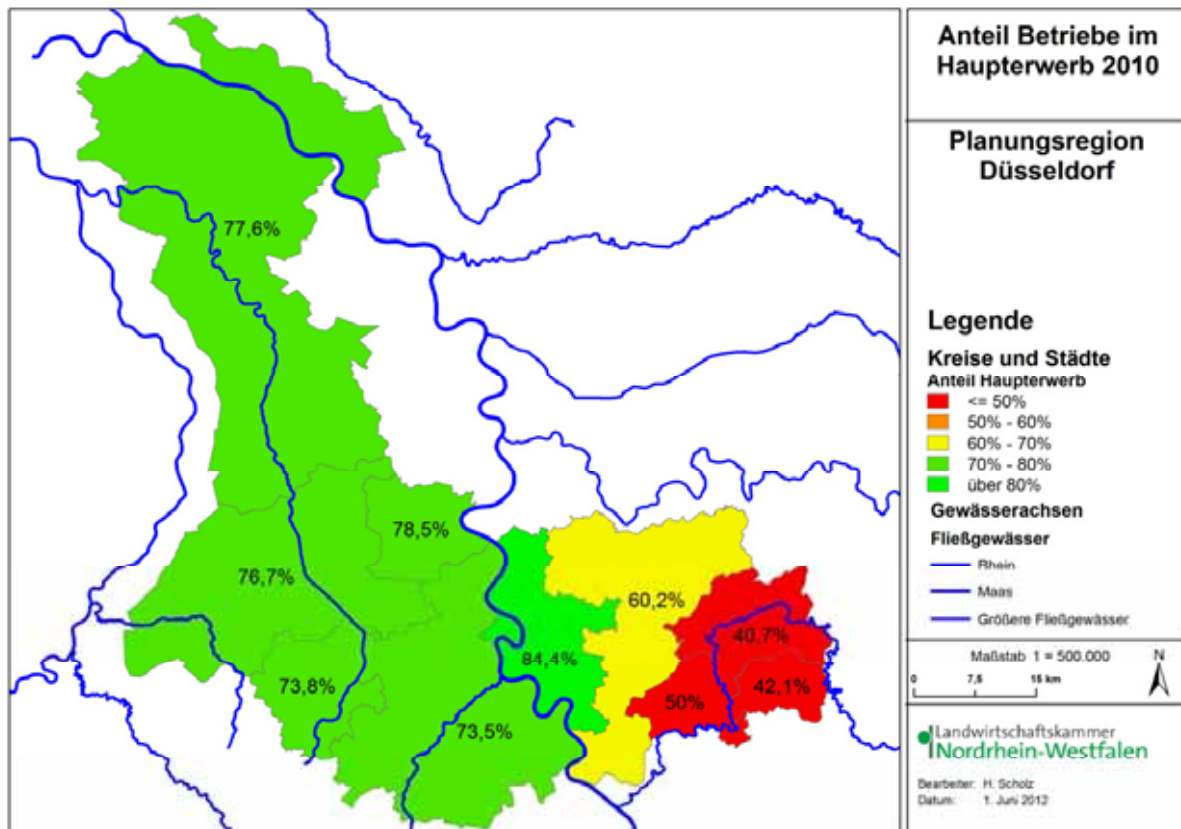 77,6%
78,5%
76,7%
60,2%
40,7%
84,4%
73,8%
42,1%
50%
73,5%
Anteil Betriebe im
Haupterwerb 2010
Planungsregion
Düsseldorf
Legende
Kreise und Städte
Anteil Haupterwerb
<= 50%
50% - 60%
60% - 70%
70% - 80%
über 80%
Gewässerachsen
Fließgewässer
Rhein
Maas
Größere Fließgewässer
Maßstab 1 = 500.000
N
0 7,5 15 km
Landwirtschaftskammer
Nordrhein-Westfalen
Bearbeiter: H. Scholz
Datum: 1. Juni 2012